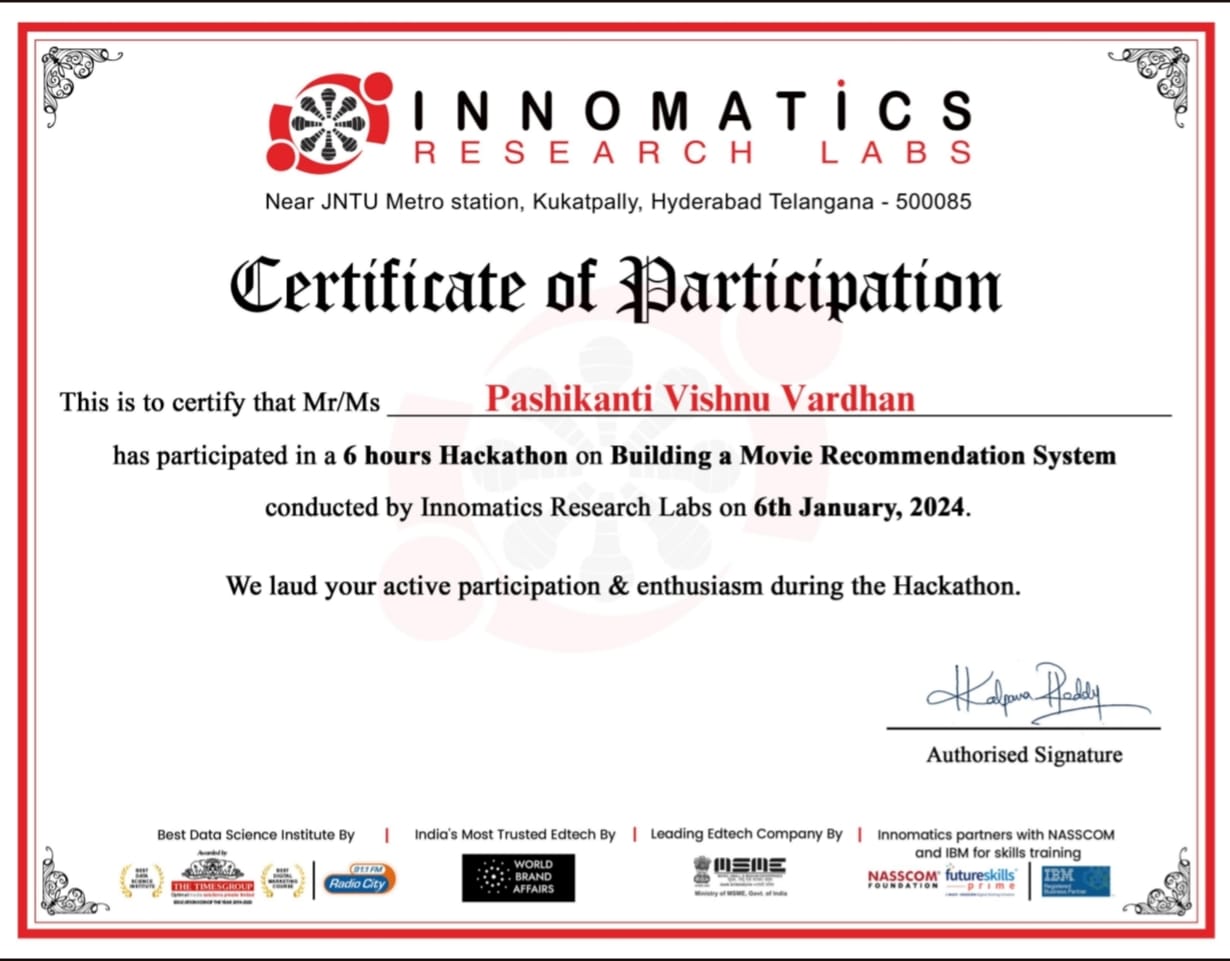 INNOMATiCS
RESEARCH LABS
Near JNTU Metro station, Kukatpally, Hyderabad Telangana - 500085
Certificate of Participation
This is to certify that Mr/Ms Pashikanti Vishnu Vardhan
has participated in a 6 hours Hackathon on Building a Movie Recommendation System
conducted by Innomatics Research Labs on 6th January, 2024.
We laud your active participation & enthusiasm during the Hackathon.
Kalpana Reddy
Authorised Signature
Best Data Science Institute By | India's Most Trusted Edtech By | Leading Edtech Company By | Innomatics partners with NASSCOM
and IBM for skills training
Awarded by
BEST
DATA
SCIENCE
INSTITUTE
THE TIMES GROUP
BEST
DIGITAL
MARKETING
COURSE
91.1 FM
Radio City
WORLD
BRAND
AFFAIRS
MSME
Ministry of MSME, Govt. of India
NASSCOM
FOUNDATION
futureskills
prime
IBM
Registered
Business Partner